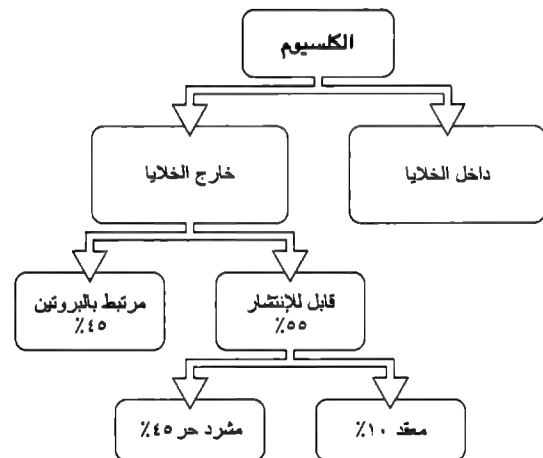 الكلسيوم
داخل الخلايا
خارج الخلايا
قابل للإنتشار
٥٥٪
مرتبط بالبروتين
٤٥٪
معقد ١٠٪
مشرد حر ٤٥٪